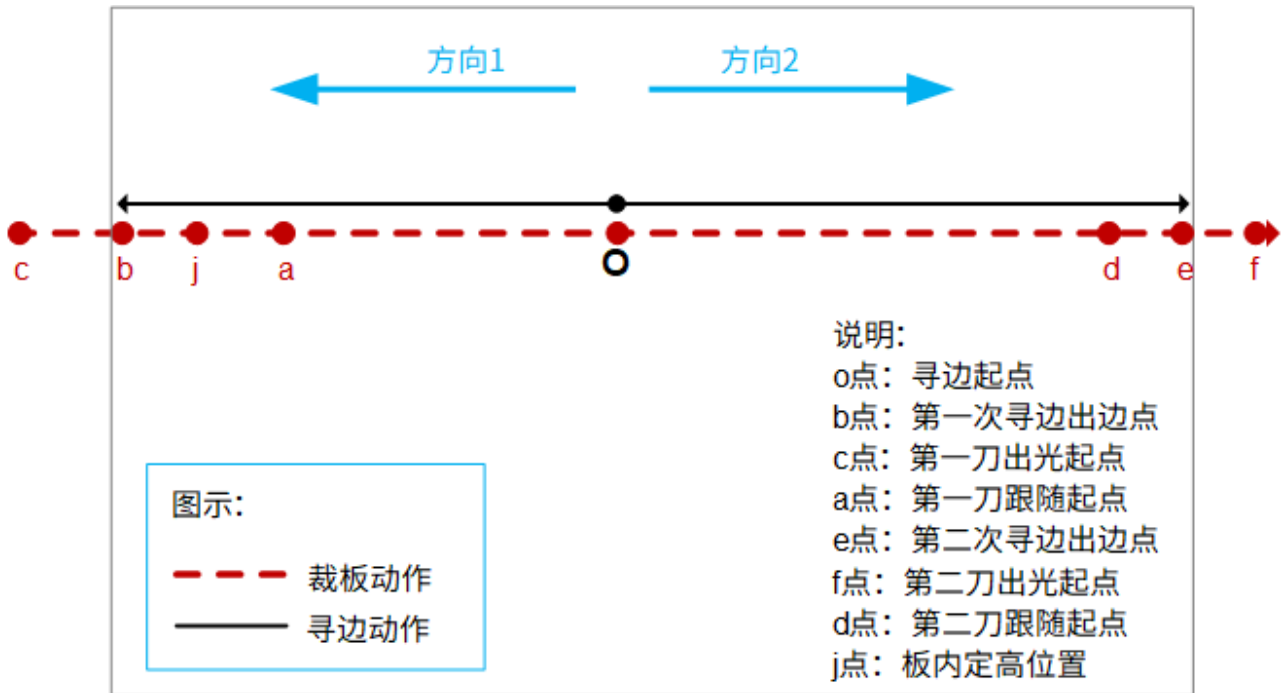 方向1 方向2
c b j a O d e f
说明：
o点：寻边起点
b点：第一次寻边出边点
c点：第一刀出光起点
a点：第一刀跟随起点
e点：第二次寻边出边点
f点：第二刀出光起点
d点：第二刀跟随起点
j点：板内定高位置
图示：
裁板动作
寻边动作